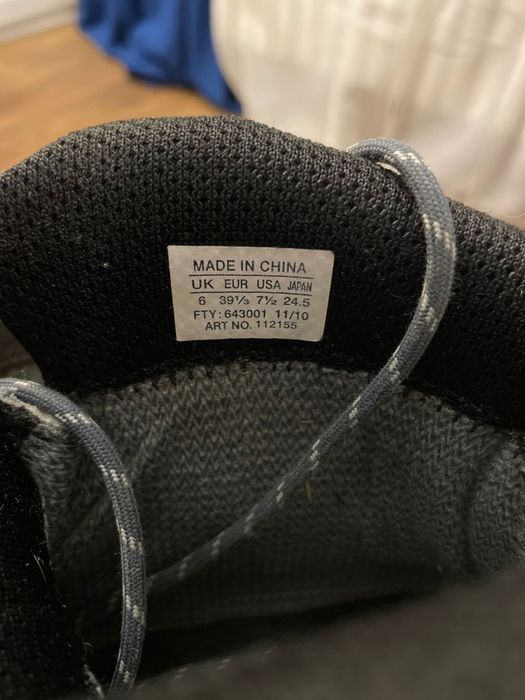 MADE IN CHINA
UK EUR USA JAPAN
6 39⅓ 7½ 24.5
FTY: 643001 11/10
ART NO. 112155